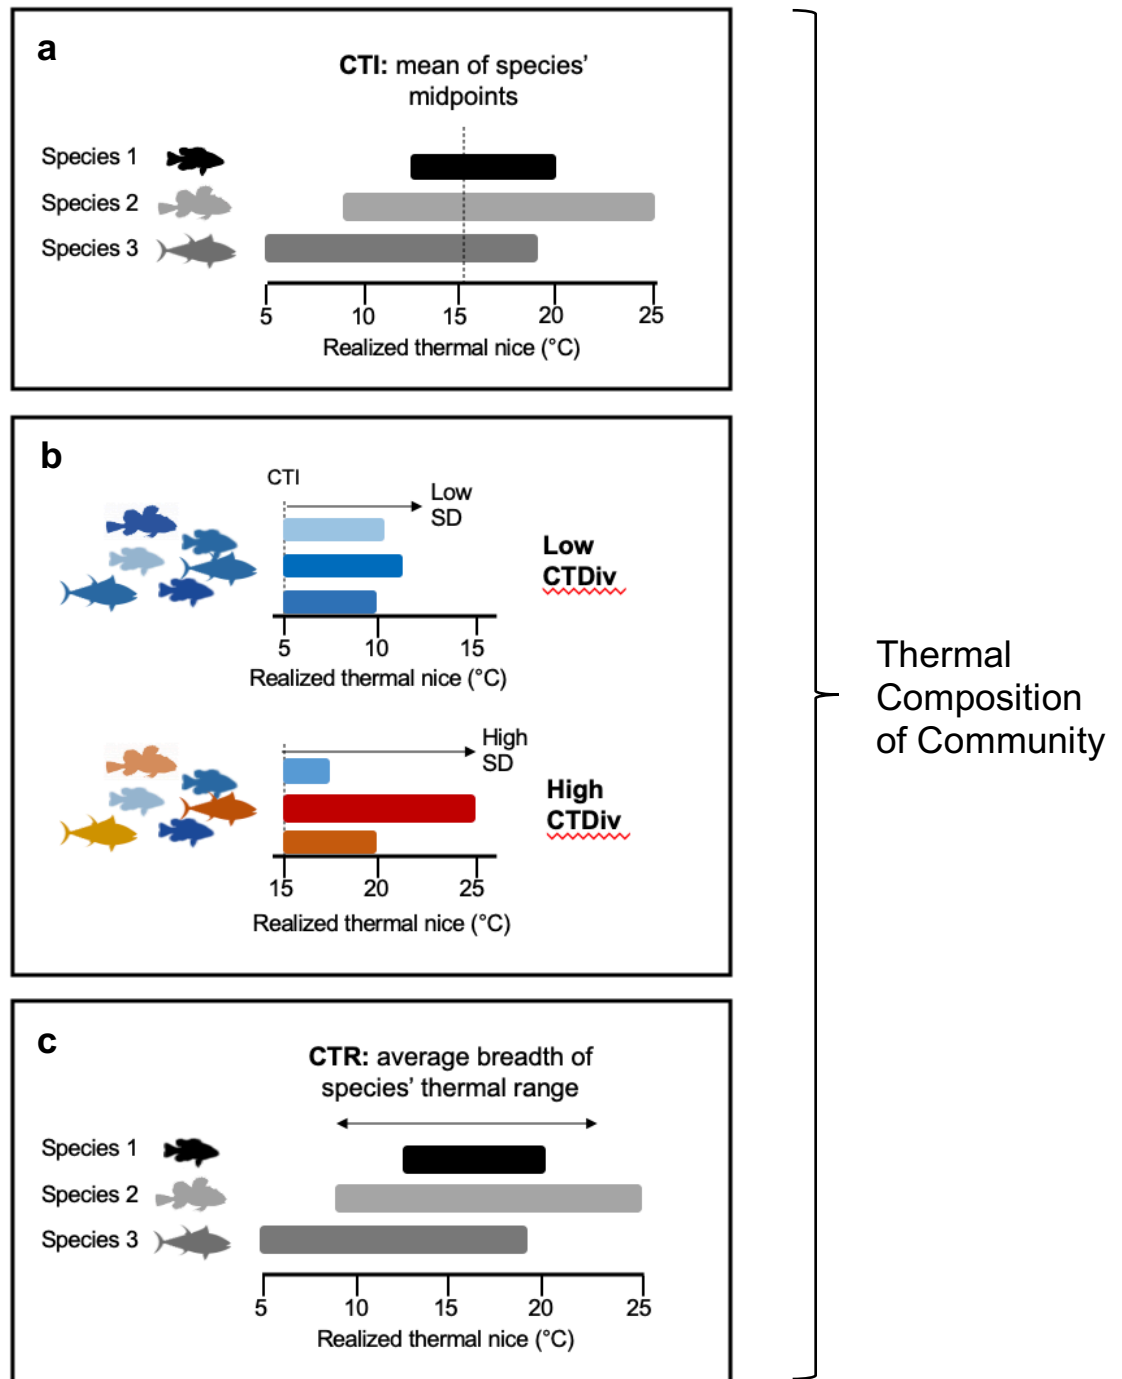 a
CTI: mean of species’
midpoints
Species 1
Species 2
Species 3
5 10 15 20 25
Realized thermal nice (°C)
b
CTI
Low
SD
Low
CTDiv
5 10 15
Realized thermal nice (°C)
High
SD
High
CTDiv
15 20 25
Realized thermal nice (°C)
c
CTR: average breadth of
species’ thermal range
Species 1
Species 2
Species 3
5 10 15 20 25
Realized thermal nice (°C)
Thermal
Composition
of Community